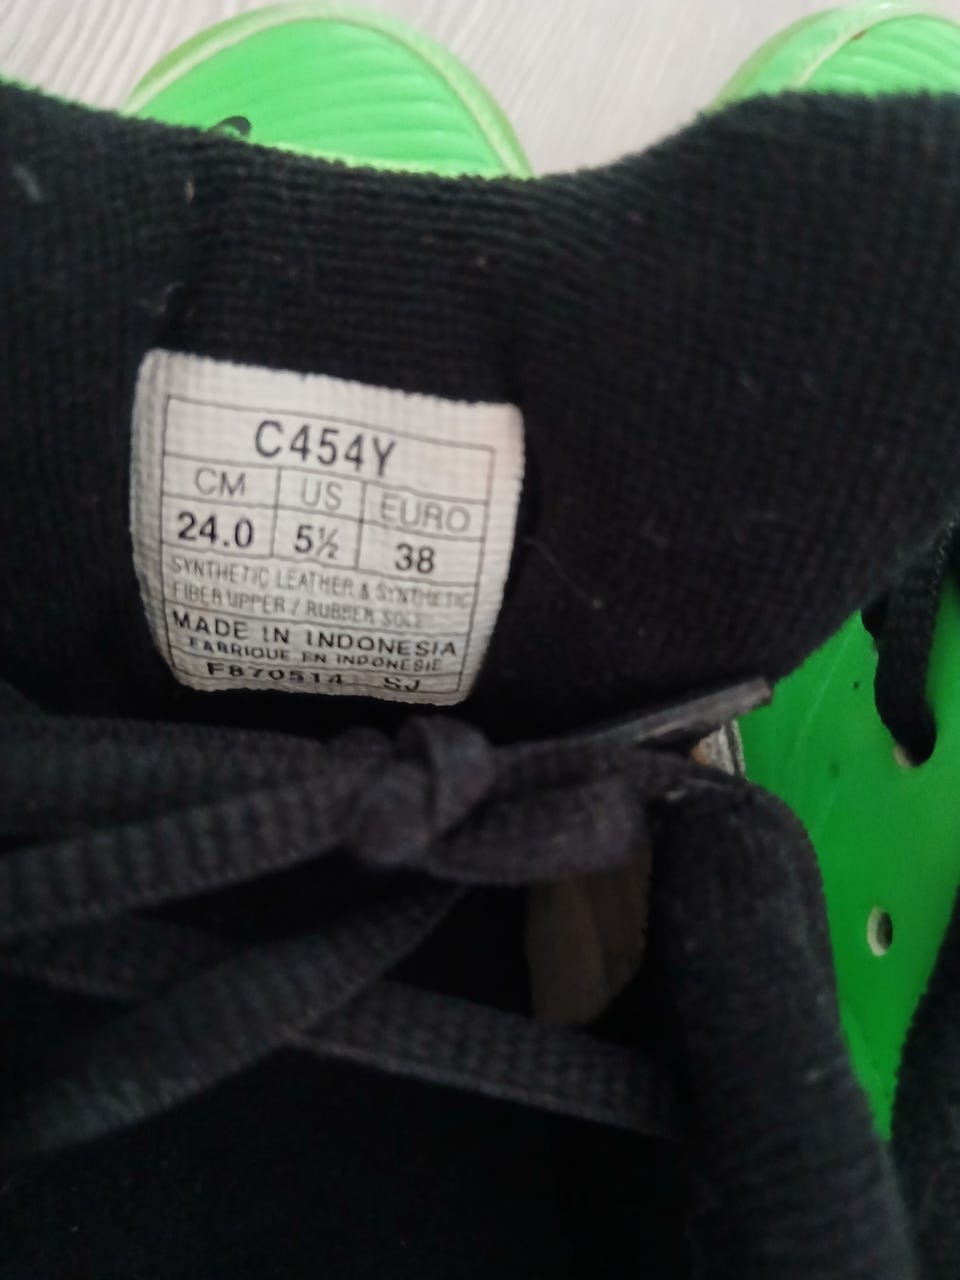 C454Y
CM US EURO
24.0 5½ 38
SYNTHETIC LEATHER & SYNTHETIC
FIBER UPPER / RUBBER SOLE
MADE IN INDONESIA
FABRIQUE EN INDONESIE
F870514 SJ